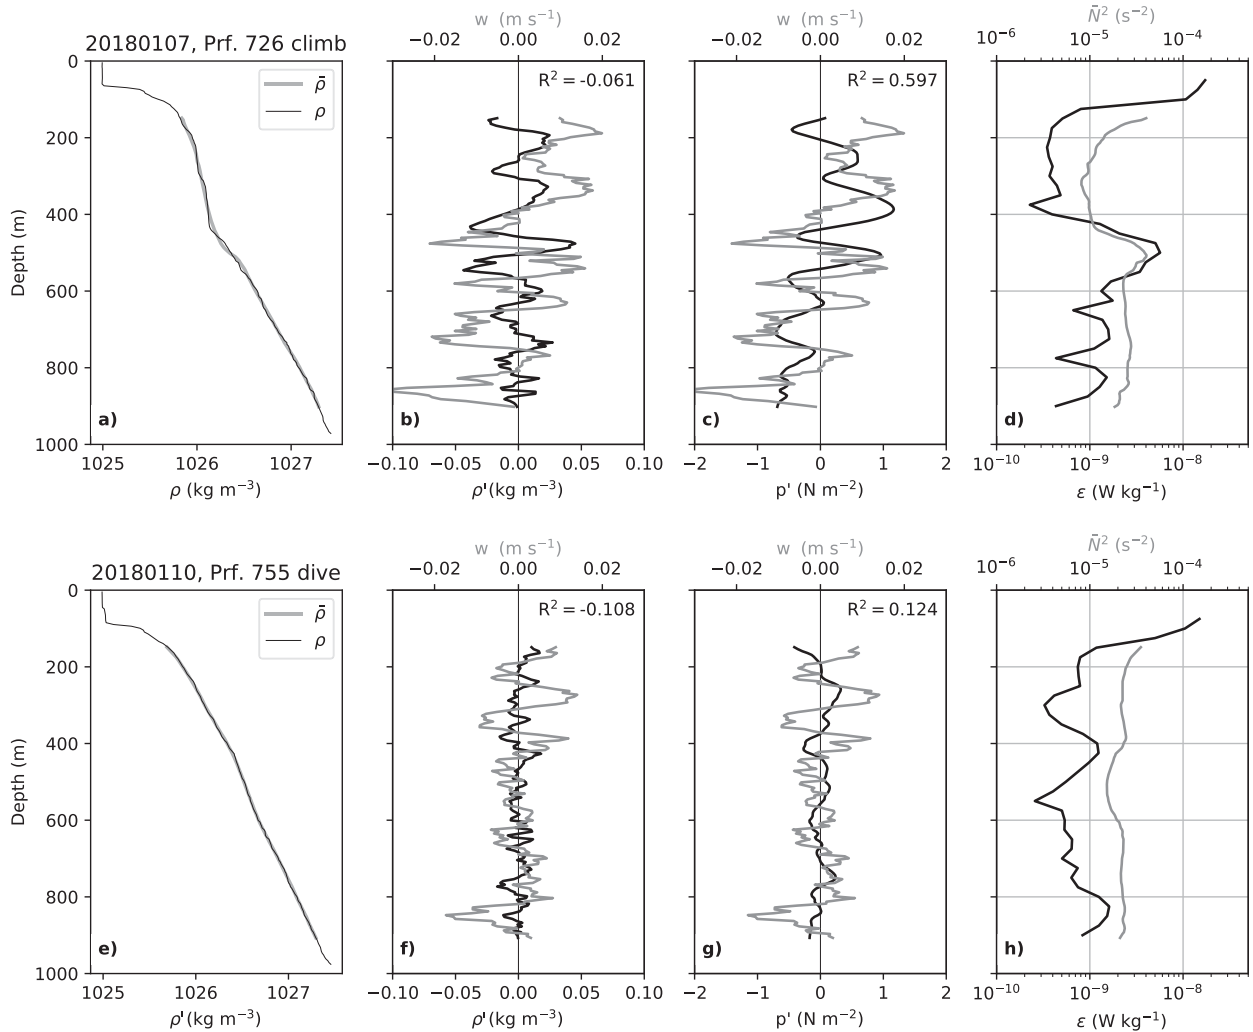 w (m s⁻¹)
w (m s⁻¹)
N̄² (s⁻²)
−0.02 0.00 0.02
−0.02 0.00 0.02
10⁻⁶ 10⁻⁵ 10⁻⁴
20180107, Prf. 726 climb
ρ̄
ρ
R² = -0.061
R² = 0.597
0
200
400
600
800
1000
Depth (m)
a)
b)
c)
d)
1025 1026 1027
−0.10 −0.05 0.00 0.05 0.10
−2 −1 0 1 2
10⁻¹⁰ 10⁻⁹ 10⁻⁸
ρ (kg m⁻³)
ρ'(kg m⁻³)
p' (N m⁻²)
ε (W kg⁻¹)
w (m s⁻¹)
w (m s⁻¹)
N̄² (s⁻²)
−0.02 0.00 0.02
−0.02 0.00 0.02
10⁻⁶ 10⁻⁵ 10⁻⁴
20180110, Prf. 755 dive
ρ̄
ρ
R² = -0.108
R² = 0.124
0
200
400
600
800
1000
Depth (m)
e)
f)
g)
h)
1025 1026 1027
−0.10 −0.05 0.00 0.05 0.10
−2 −1 0 1 2
10⁻¹⁰ 10⁻⁹ 10⁻⁸
ρ'(kg m⁻³)
ρ'(kg m⁻³)
p' (N m⁻²)
ε (W kg⁻¹)